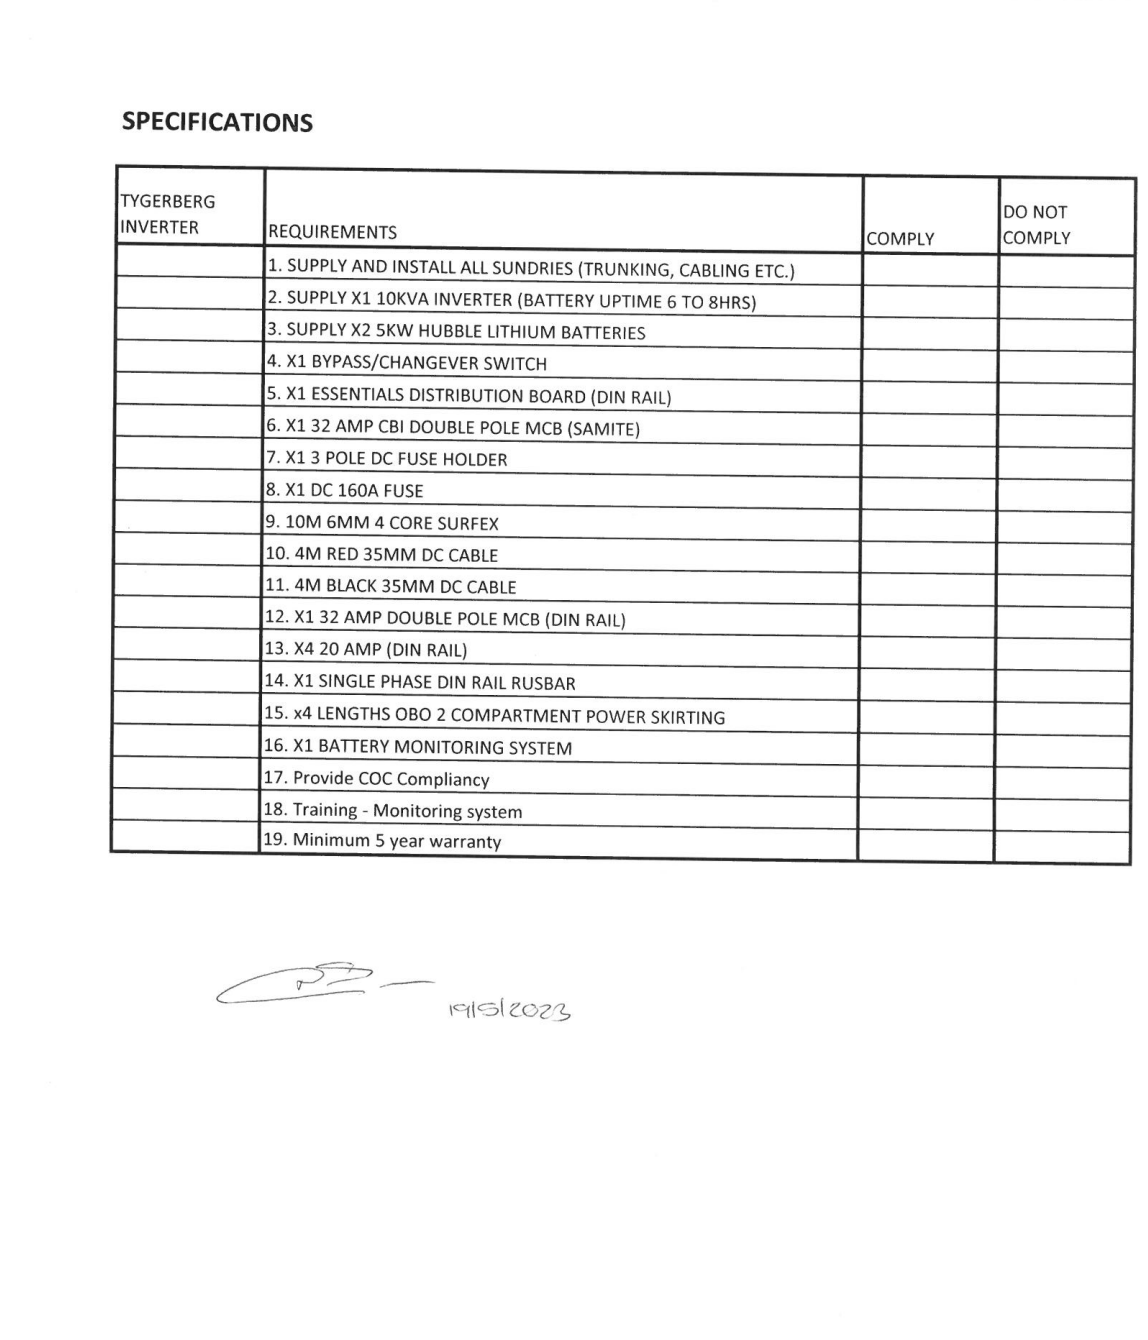 SPECIFICATIONS
TYGERBERG
INVERTER
REQUIREMENTS
COMPLY
DO NOT
COMPLY
1. SUPPLY AND INSTALL ALL SUNDRIES (TRUNKING, CABLING ETC.)
2. SUPPLY X1 10KVA INVERTER (BATTERY UPTIME 6 TO 8HRS)
3. SUPPLY X2 5KW HUBBLE LITHIUM BATTERIES
4. X1 BYPASS/CHANGEVER SWITCH
5. X1 ESSENTIALS DISTRIBUTION BOARD (DIN RAIL)
6. X1 32 AMP CBI DOUBLE POLE MCB (SAMITE)
7. X1 3 POLE DC FUSE HOLDER
8. X1 DC 160A FUSE
9. 10M 6MM 4 CORE SURFEX
10. 4M RED 35MM DC CABLE
11. 4M BLACK 35MM DC CABLE
12. X1 32 AMP DOUBLE POLE MCB (DIN RAIL)
13. X4 20 AMP (DIN RAIL)
14. X1 SINGLE PHASE DIN RAIL RUSBAR
15. x4 LENGTHS OBO 2 COMPARTMENT POWER SKIRTING
16. X1 BATTERY MONITORING SYSTEM
17. Provide COC Compliancy
18. Training - Monitoring system
19. Minimum 5 year warranty
19/5/2023